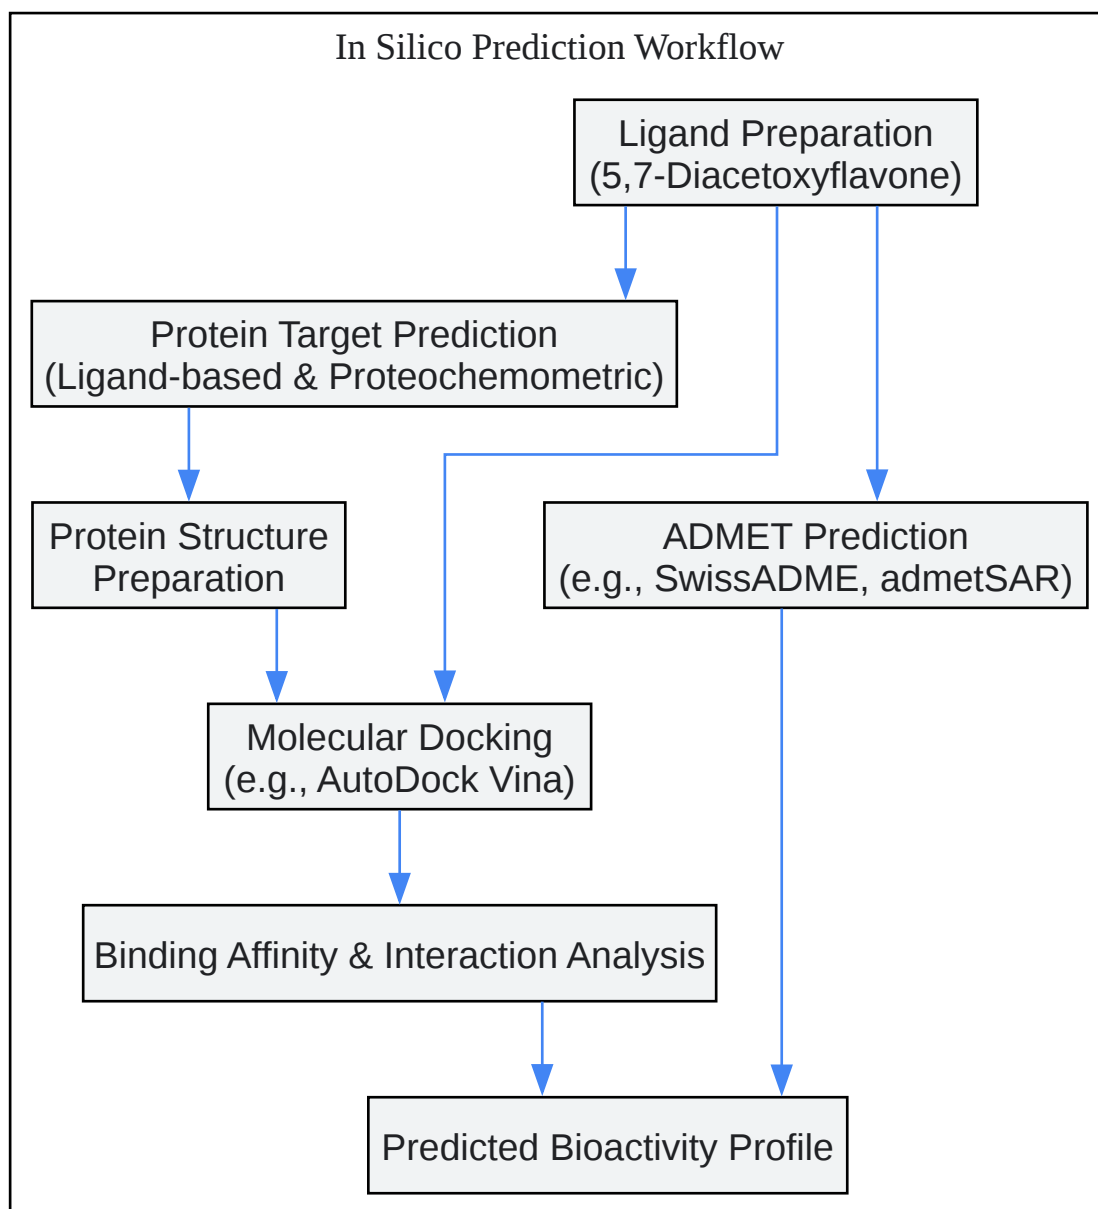 In Silico Prediction Workflow
Ligand Preparation
(5,7-Diacetoxyflavone)
Protein Target Prediction
(Ligand-based & Proteochemometric)
Protein Structure
Preparation
ADMET Prediction
(e.g., SwissADME, admetSAR)
Molecular Docking
(e.g., AutoDock Vina)
Binding Affinity & Interaction Analysis
Predicted Bioactivity Profile